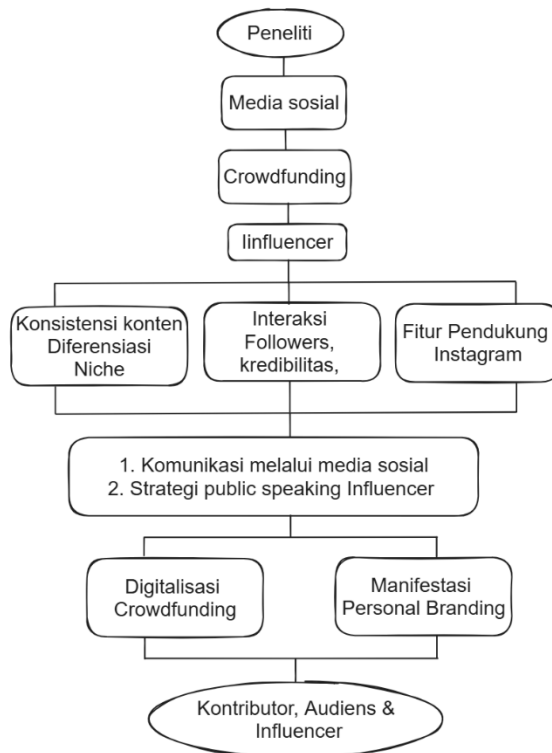 Peneliti
Media sosial
Crowdfunding
Iinfluencer
Konsistensi konten
Diferensiasi
Niche
Interaksi
Followers,
kredibilitas,
Fitur Pendukung
Instagram
1. Komunikasi melalui media sosial
2. Strategi public speaking Influencer
Digitalisasi
Crowdfunding
Manifestasi
Personal Branding
Kontributor, Audiens &
Influencer